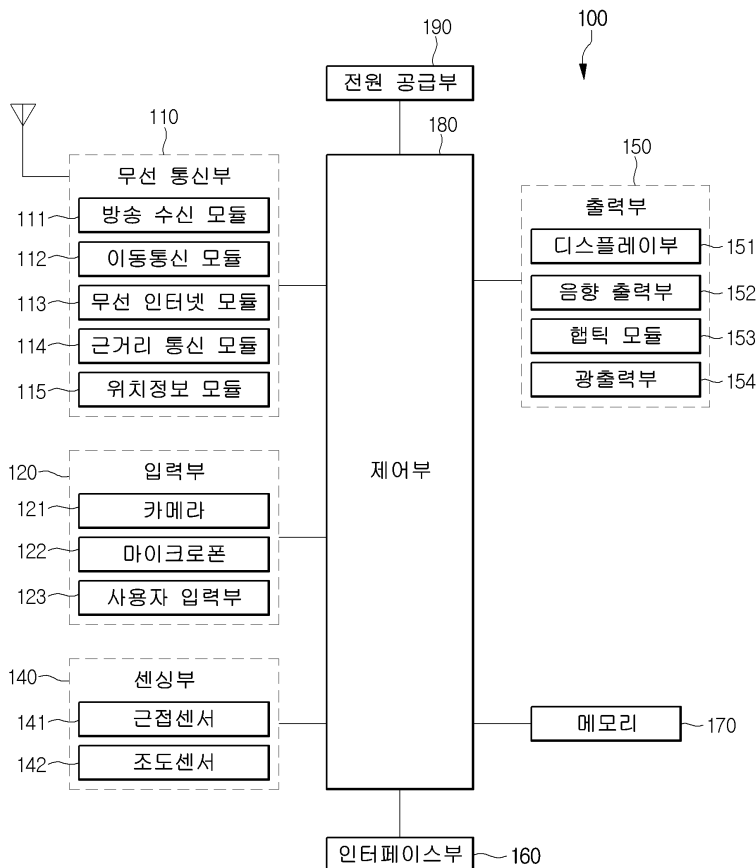 100
190
전원 공급부
110
무선 통신부
111
방송 수신 모듈
112
이동통신 모듈
113
무선 인터넷 모듈
114
근거리 통신 모듈
115
위치정보 모듈
120
입력부
121
카메라
122
마이크로폰
123
사용자 입력부
140
센싱부
141
근접센서
142
조도센서
180
제어부
150
출력부
디스플레이부
151
음향 출력부
152
햅틱 모듈
153
광출력부
154
메모리
170
인터페이스부
160